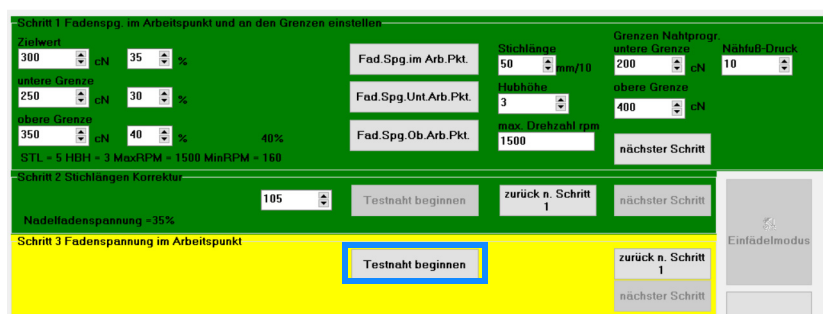 Schritt 1 Fadenspg. im Arbeitspunkt und an den Grenzen einstellen
Zielwert
300 cN 35 %
Fad.Spg.im Arb.Pkt.
Stichlänge
50 mm/10
Grenzen Nahtprogr.
untere Grenze
200 cN
Nähfuß-Druck
10
untere Grenze
250 cN 30 %
Fad.Spg.Unt.Arb.Pkt.
Hubhöhe
3
obere Grenze
400 cN
obere Grenze
350 cN 40 % 40%
Fad.Spg.Ob.Arb.Pkt.
max. Drehzahl rpm
1500
nächster Schritt
STL = 5 HBH = 3 MaxRPM = 1500 MinRPM = 160
Schritt 2 Stichlängen Korrektur
105
Testnaht beginnen
zurück n. Schritt
1
nächster Schritt
Nadelfadenspannung =35%
Einfädelmodus
Schritt 3 Fadenspannung im Arbeitspunkt
Testnaht beginnen
zurück n. Schritt
1
nächster Schritt